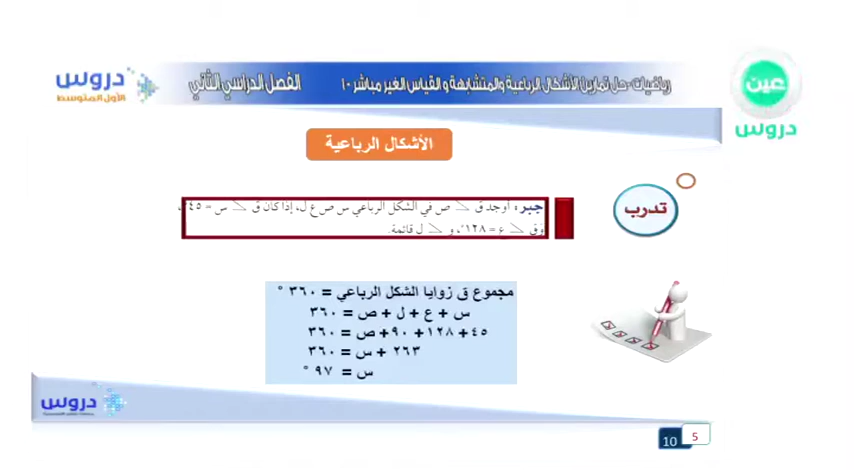 رياضيات - حل تمارين الأشكال الرباعية والمتشابهة والقياس الغير مباشر ١٠
الفصل الدراسي الثاني
دروس
الأول المتوسط
عين
دروس
الأشكال الرباعية
تدرب
جبر: أوجد ق ∠ ص في الشكل الرباعي س ص ع ل، إذا كان ق ∠ س = ٤٥°،
و ق ∠ ع = ١٢٨°، و ∠ ل قائمة.
مجموع ق زوايا الشكل الرباعي = ٣٦٠ °
س + ع + ل + ص = ٣٦٠
٤٥ + ١٢٨ + ٩٠ + ص = ٣٦٠
٢٦٣ + س = ٣٦٠
س = ٩٧ °
دروس
10
5